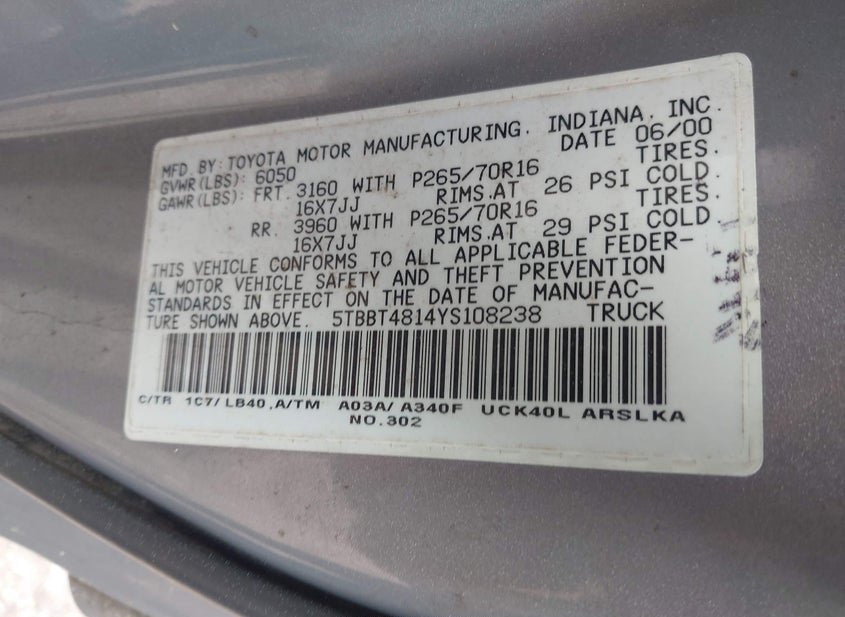 MFD. BY: TOYOTA MOTOR MANUFACTURING, INDIANA, INC.
GVWR(LBS): 6050 DATE 06/00
GAWR(LBS): FRT. 3160 WITH P265/70R16 TIRES.
16X7JJ RIMS.AT 26 PSI COLD.
RR. 3960 WITH P265/70R16 TIRES.
16X7JJ RIMS.AT 29 PSI COLD.
THIS VEHICLE CONFORMS TO ALL APPLICABLE FEDER-
AL MOTOR VEHICLE SAFETY AND THEFT PREVENTION
STANDARDS IN EFFECT ON THE DATE OF MANUFAC-
TURE SHOWN ABOVE. 5TBBT4814YS108238 TRUCK
C/TR 1C7/LB40,A/TM A03A/A340F UCK40L ARSLKA
NO.302